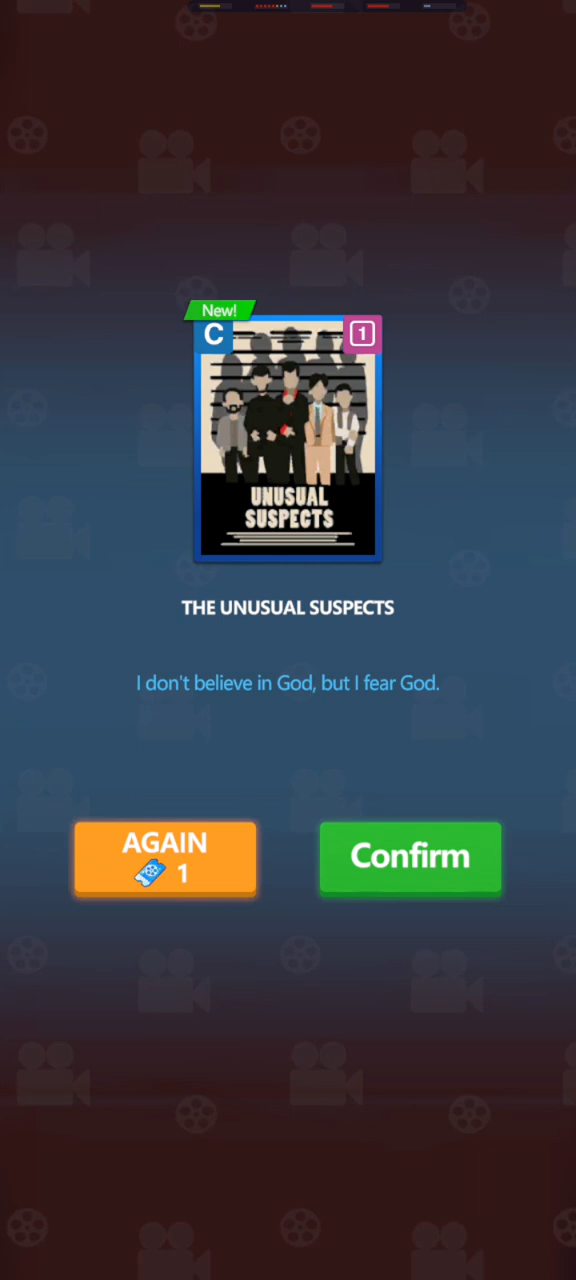 New!
C
1
UNUSUAL
SUSPECTS
THE UNUSUAL SUSPECTS
I don't believe in God, but I fear God.
AGAIN
1
Confirm